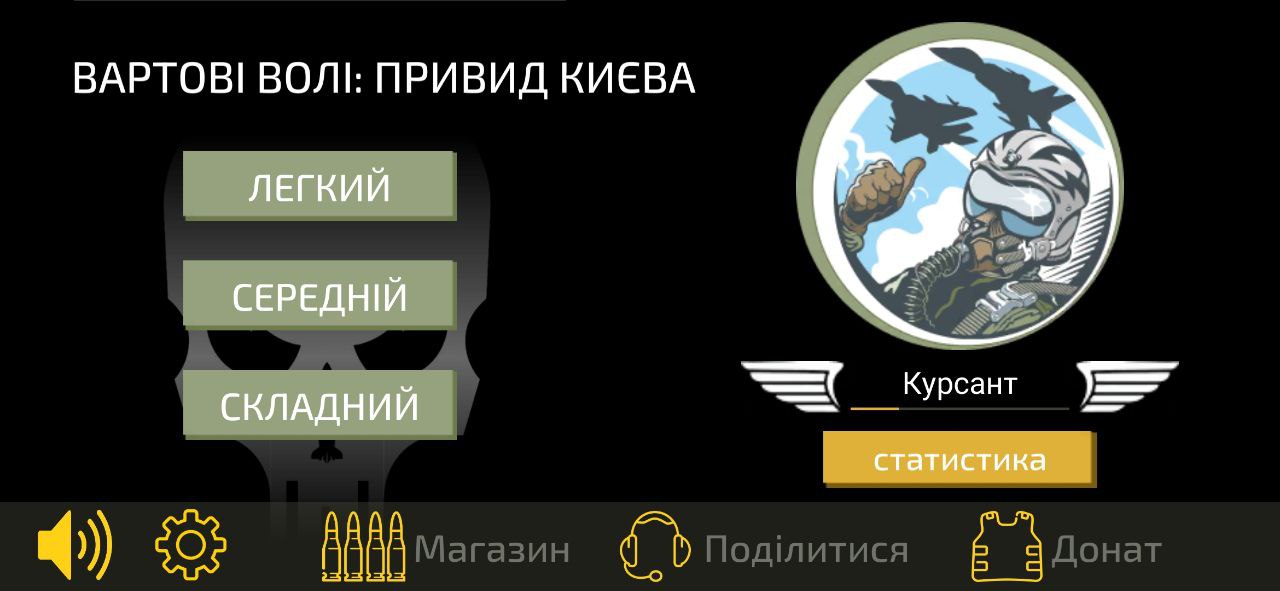 ВАРТОВІ ВОЛІ: ПРИВИД КИЄВА
ЛЕГКИЙ
СЕРЕДНІЙ
СКЛАДНИЙ
Курсант
статистика
Магазин
Поділитися
Донат